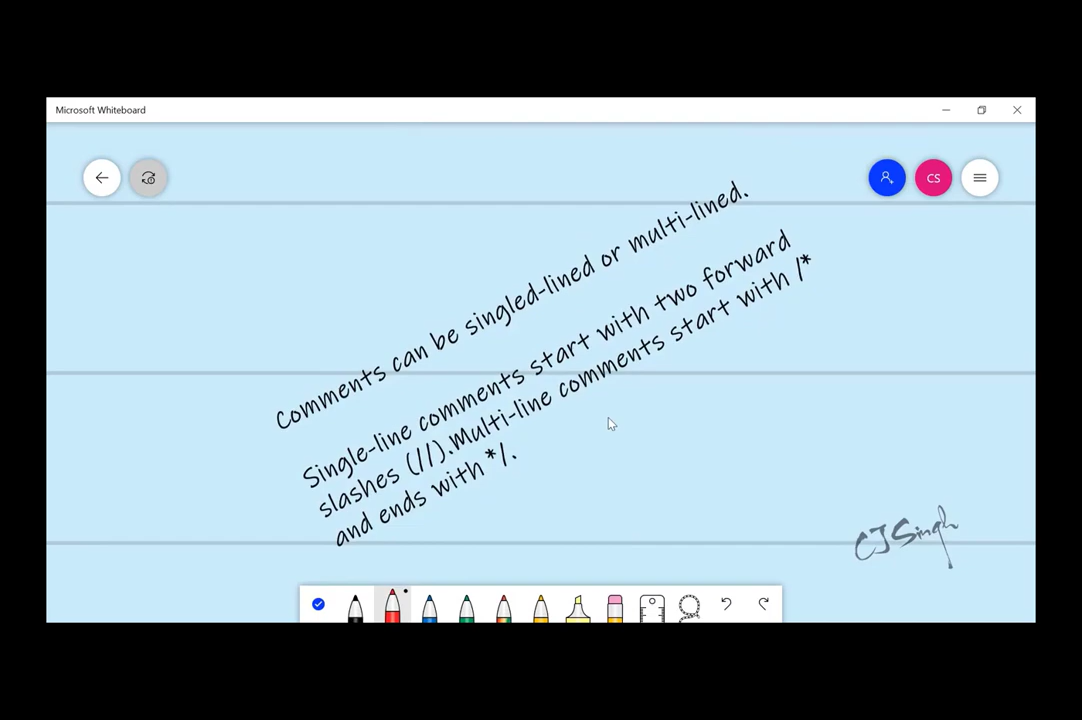 Microsoft Whiteboard
CS
Comments can be singled-lined or multi-lined.
Single-line comments start with two forward
slashes (//).Multi-line comments start with /*
and ends with */.
CJSingh